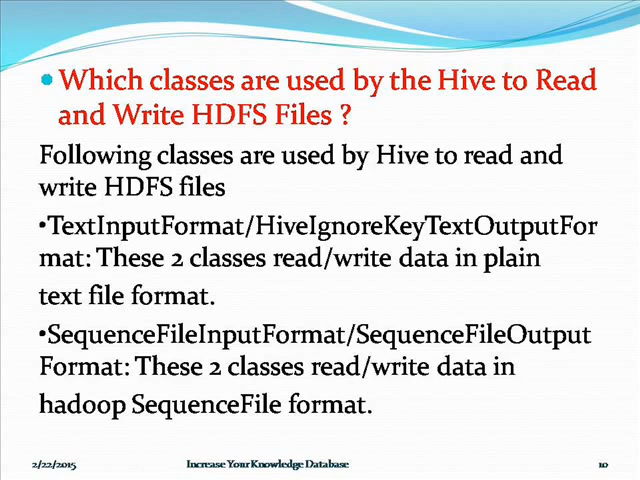 Which classes are used by the Hive to Read
and Write HDFS Files ?
Following classes are used by Hive to read and
write HDFS files
•TextInputFormat/HiveIgnoreKeyTextOutputFor
mat: These 2 classes read/write data in plain
text file format.
•SequenceFileInputFormat/SequenceFileOutput
Format: These 2 classes read/write data in
hadoop SequenceFile format.
2/22/2015 Increase Your Knowledge Database 10